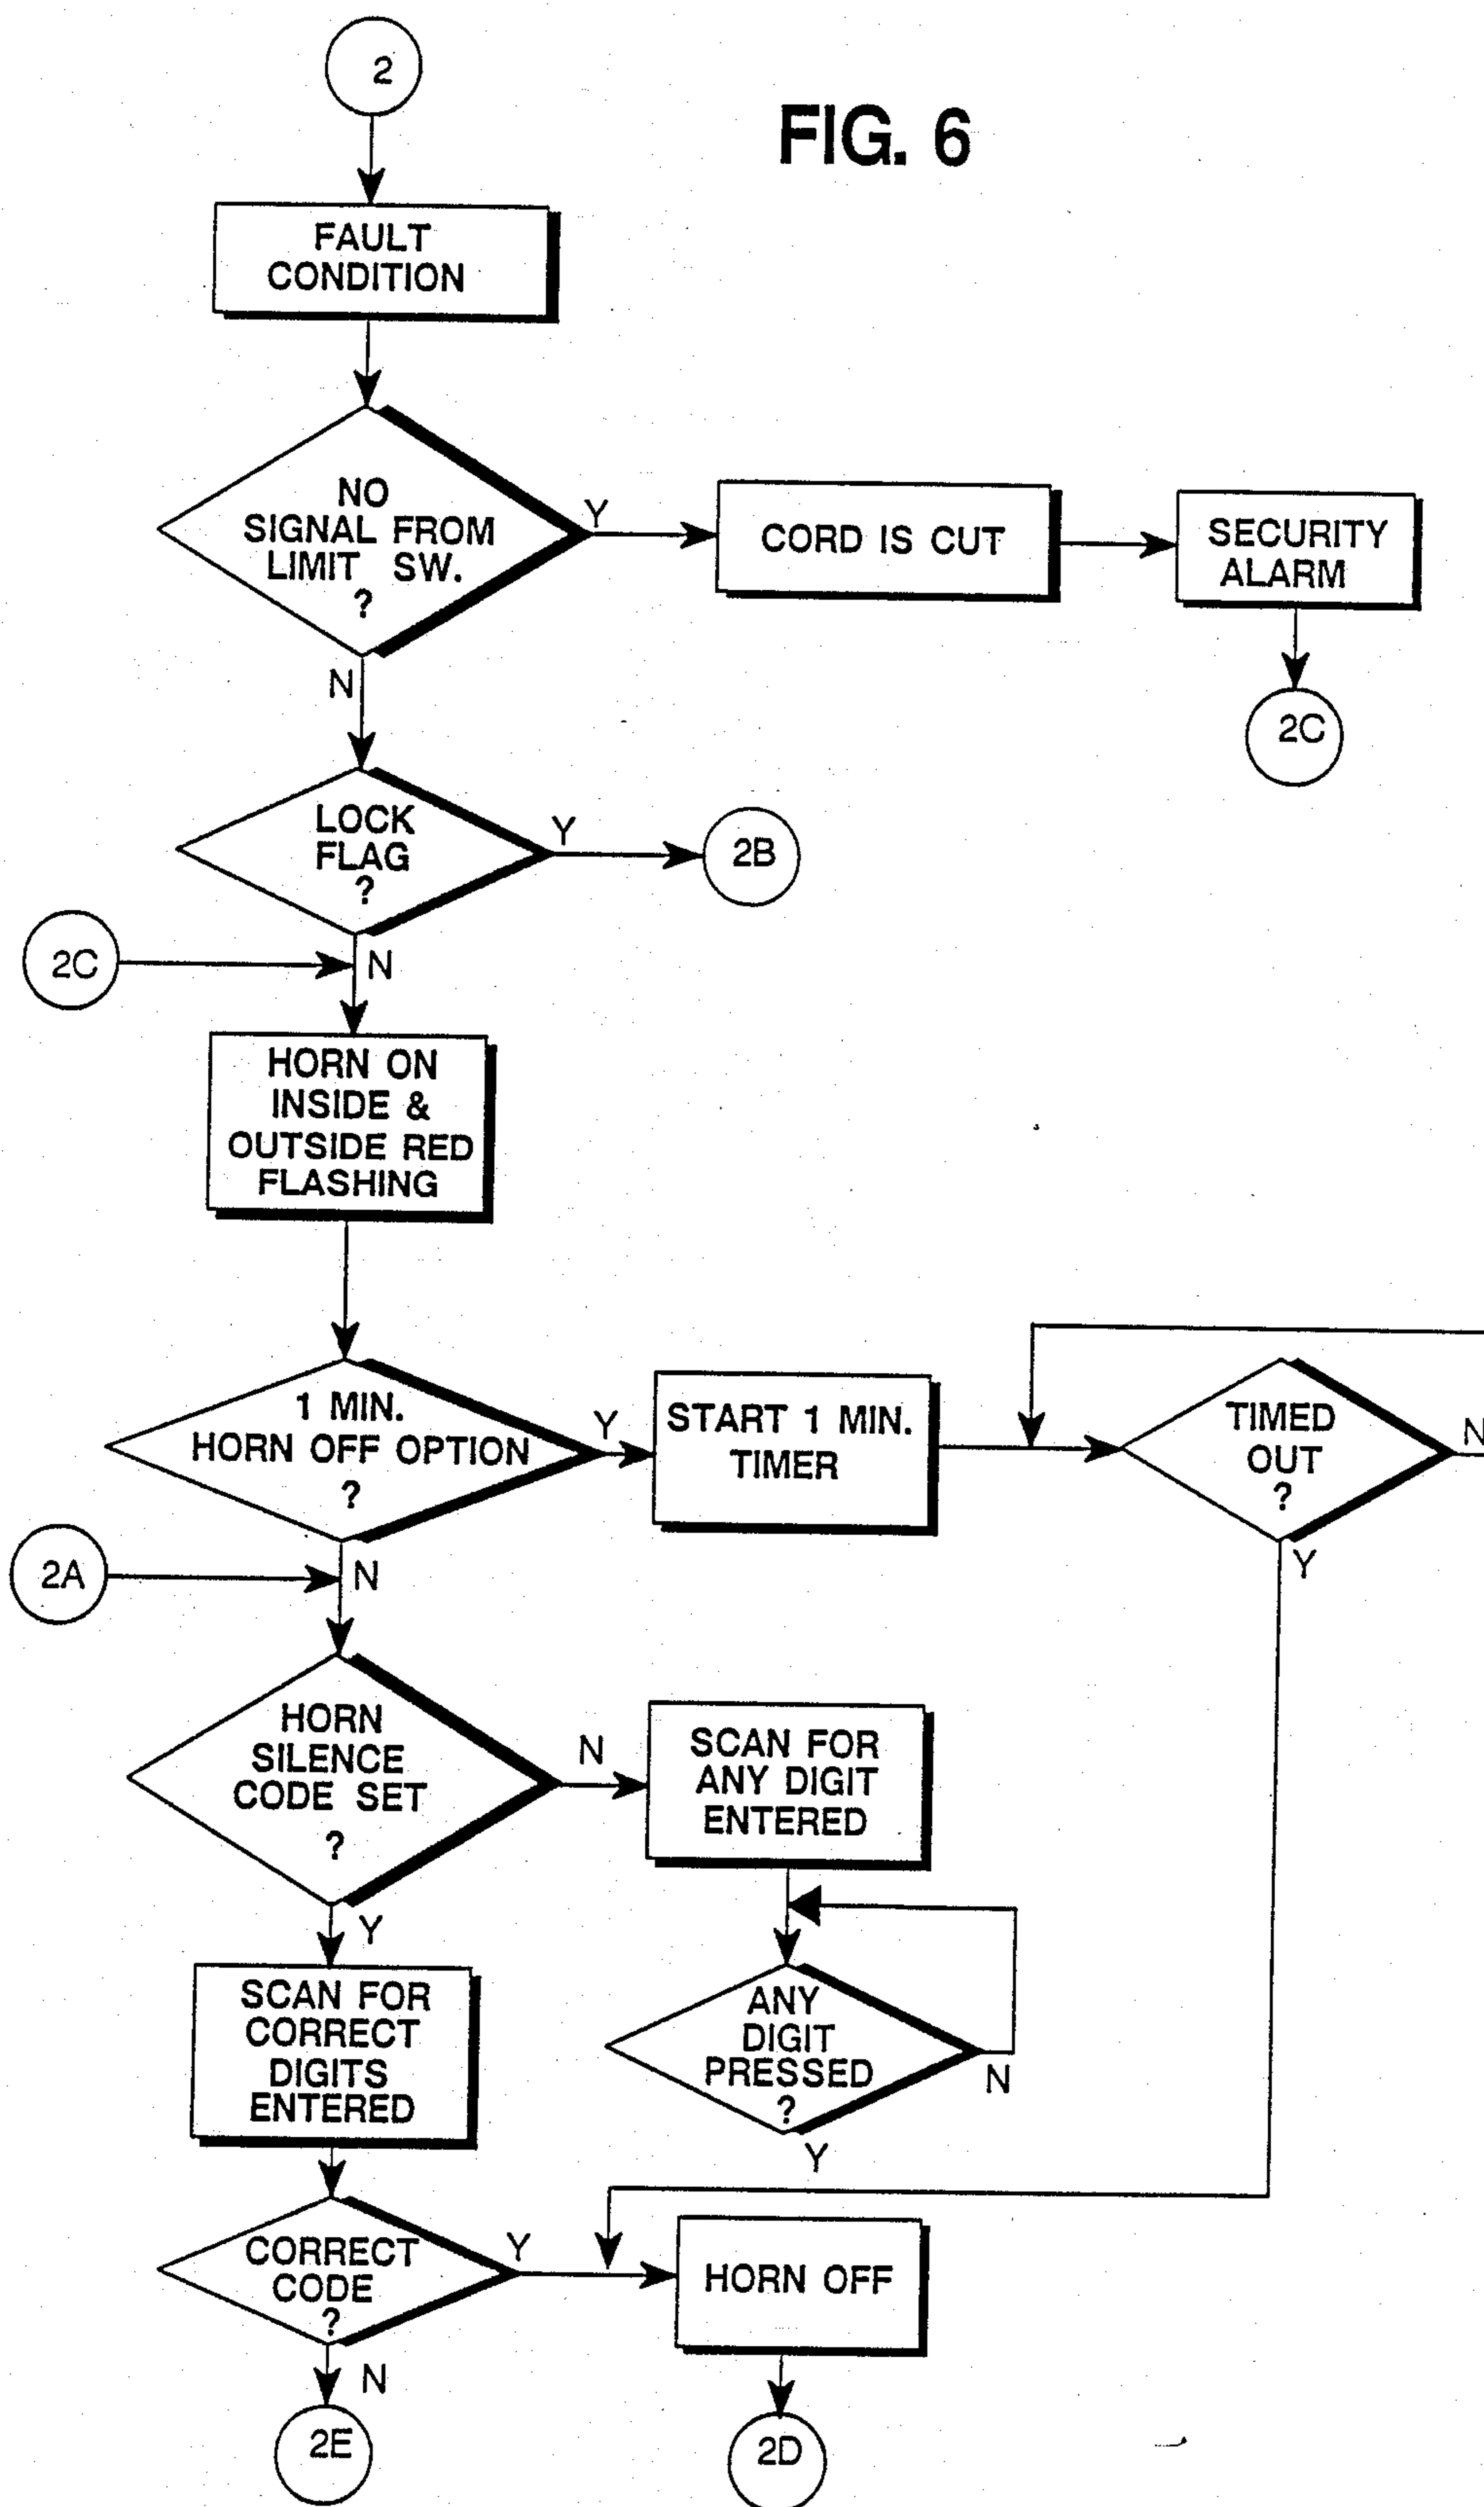 2
FIG. 6
FAULT
CONDITION
NO
SIGNAL FROM
LIMIT SW.
?
Y
CORD IS CUT
SECURITY
ALARM
N
2C
LOCK
FLAG
?
Y
2B
2C
N
HORN ON
INSIDE &
OUTSIDE RED
FLASHING
1 MIN.
HORN OFF OPTION
?
Y
START 1 MIN.
TIMER
TIMED
OUT
?
N
Y
2A
N
HORN
SILENCE
CODE SET
?
N
SCAN FOR
ANY DIGIT
ENTERED
Y
SCAN FOR
CORRECT
DIGITS
ENTERED
ANY
DIGIT
PRESSED
?
N
Y
CORRECT
CODE
?
Y
HORN OFF
N
2E
2D